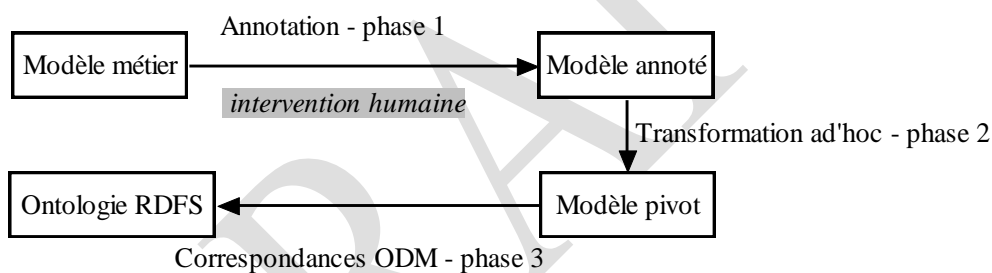 Annotation - phase 1
Modèle métier
Modèle annoté
intervention humaine
Transformation ad'hoc - phase 2
Ontologie RDFS
Modèle pivot
Correspondances ODM - phase 3